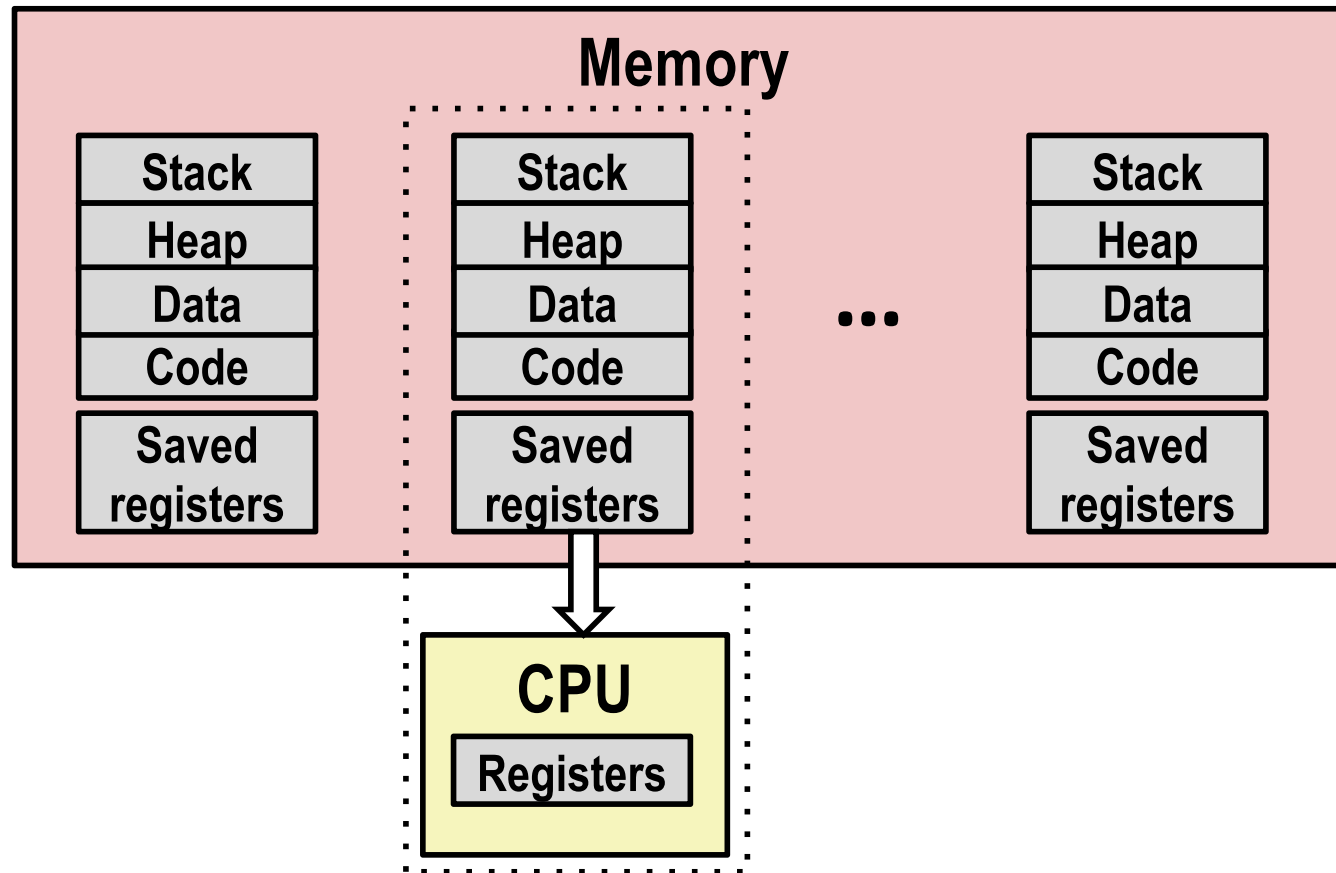 Memory
Stack
Heap
Data
Code
Saved
registers
Stack
Heap
Data
Code
Saved
registers
...
Stack
Heap
Data
Code
Saved
registers
CPU
Registers